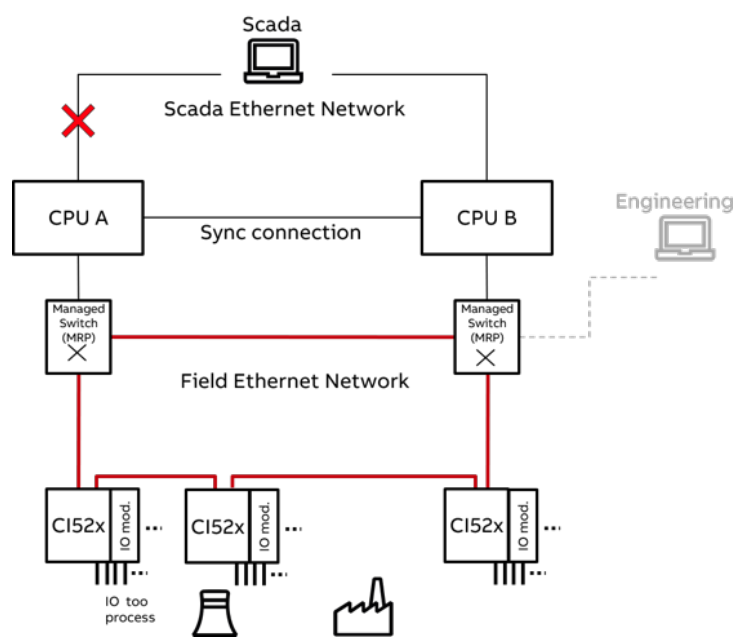 Scada
Scada Ethernet Network
CPU A
CPU B
Engineering
Sync connection
Managed
Switch
(MRP)
Managed
Switch
(MRP)
Field Ethernet Network
CI52x
IO mod.
CI52x
IO mod.
CI52x
IO mod.
IO too
process